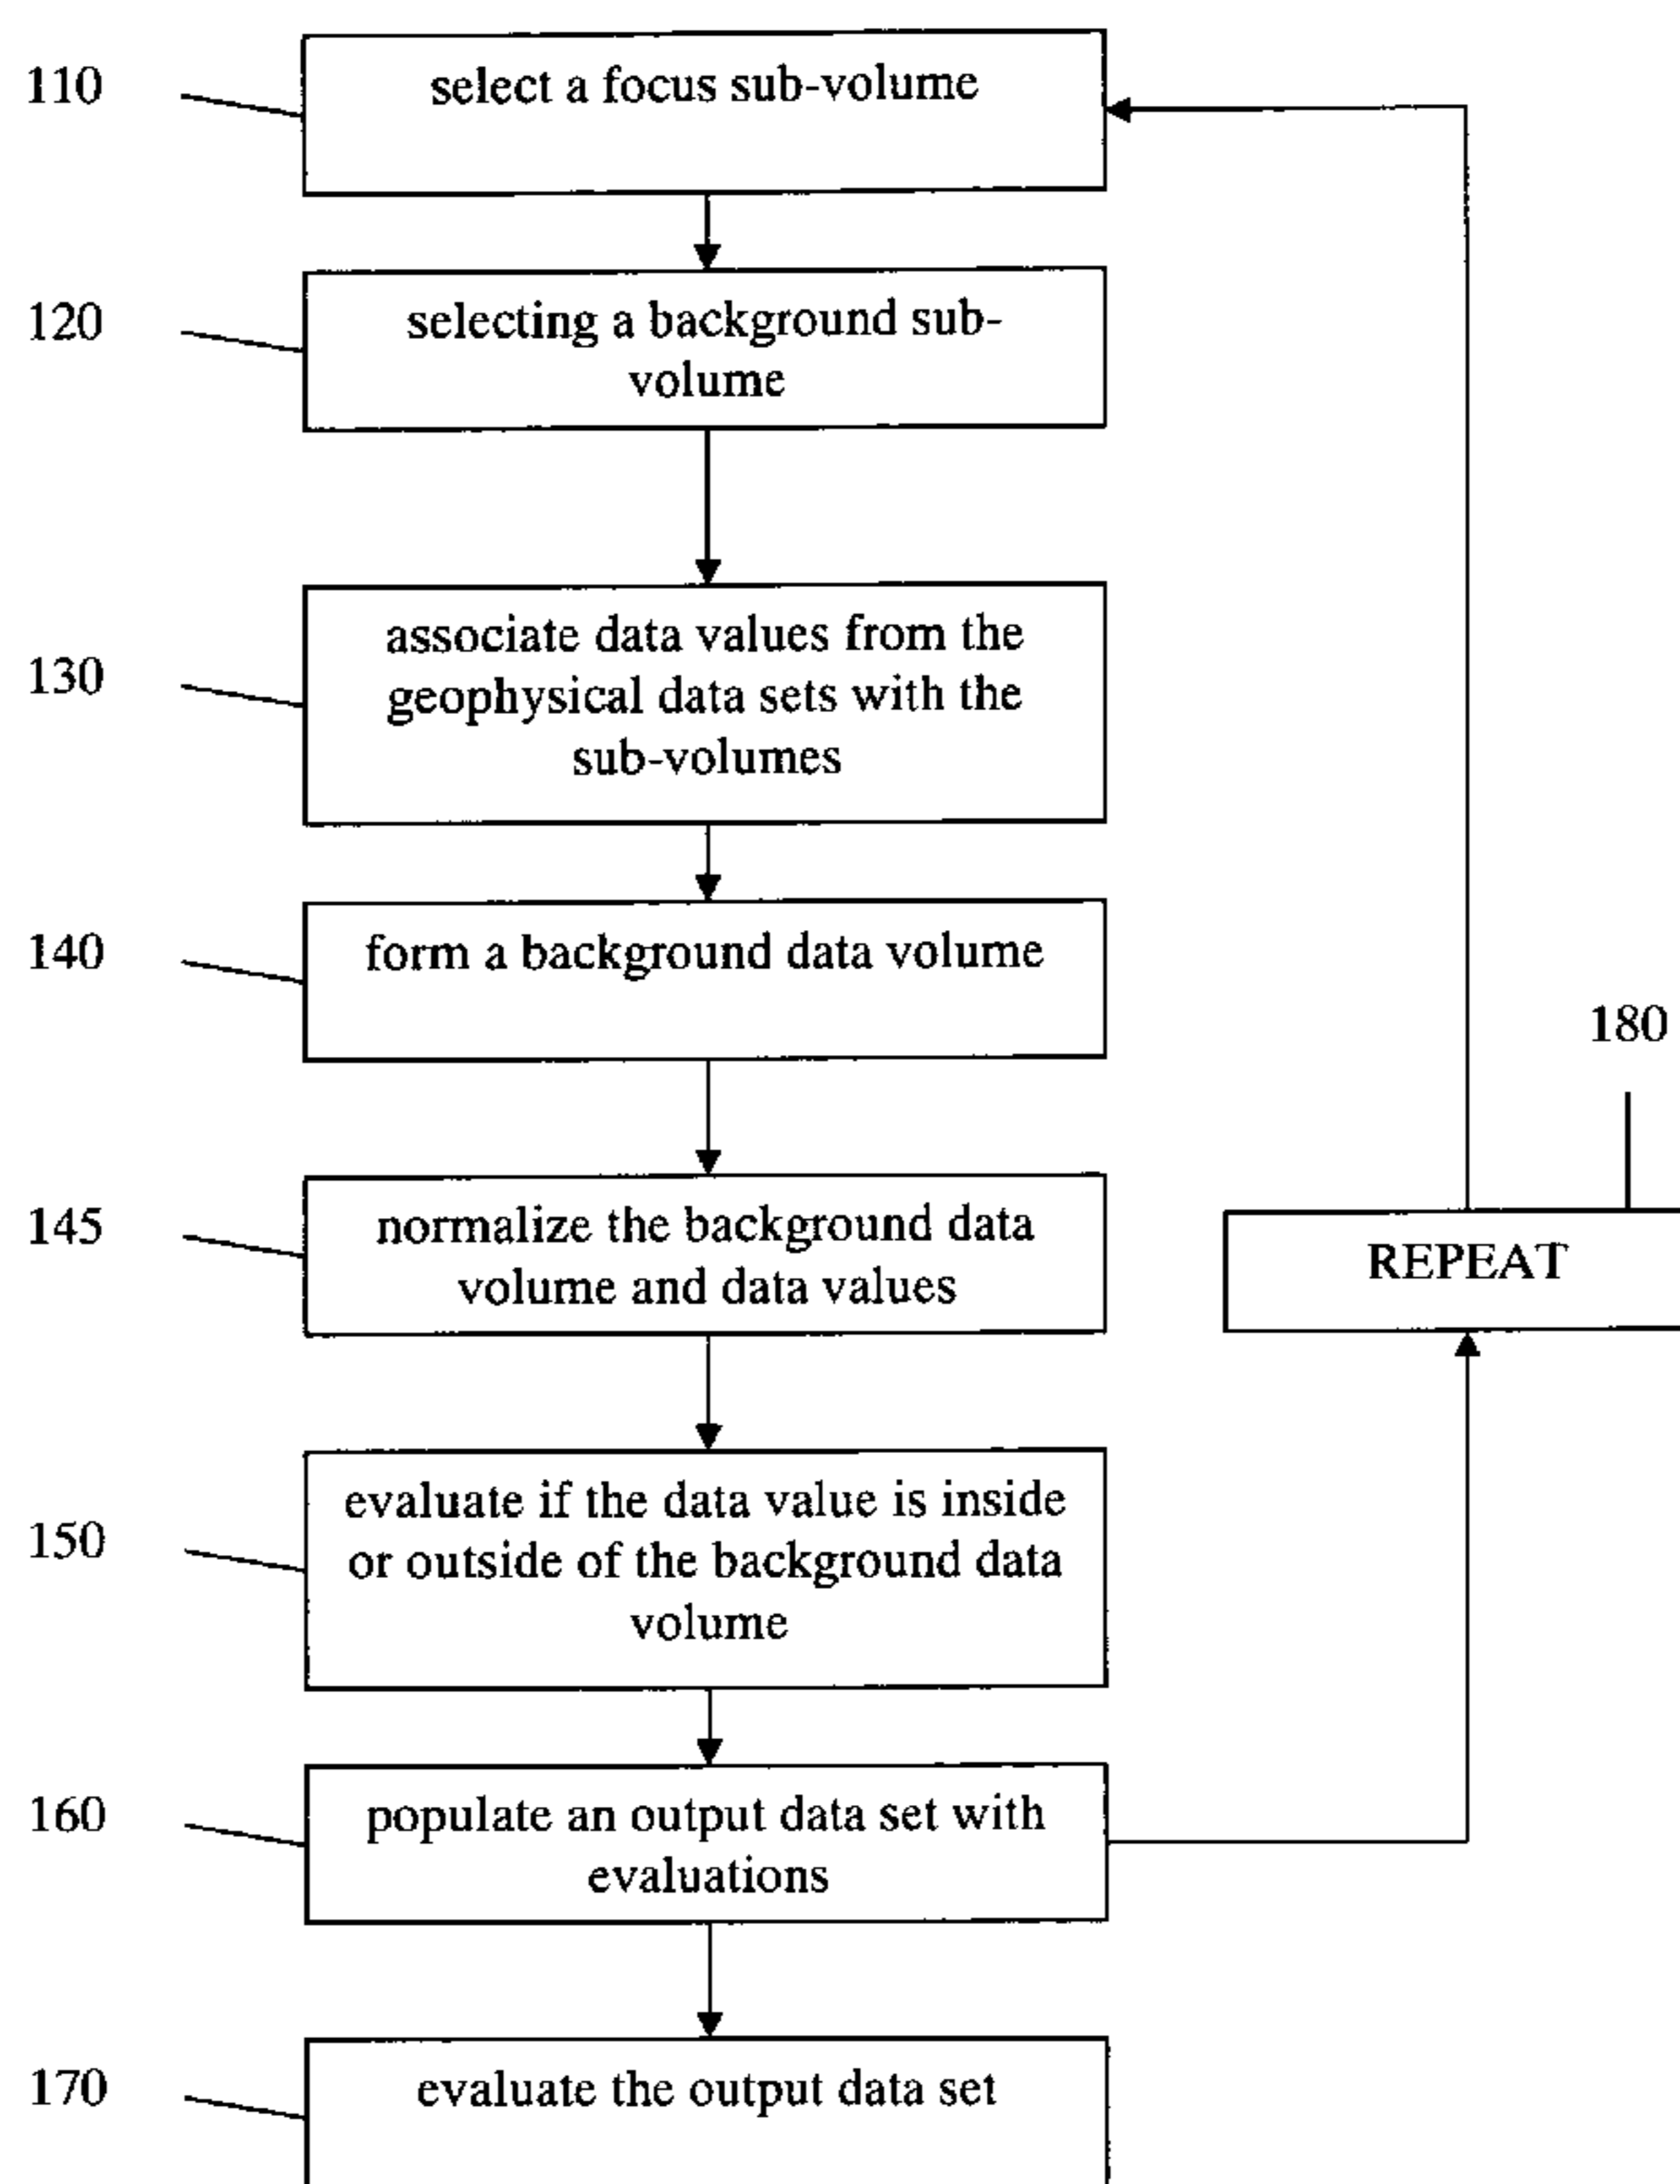 110
select a focus sub-volume
120
selecting a background sub-
volume
130
associate data values from the
geophysical data sets with the
sub-volumes
140
form a background data volume
180
145
normalize the background data
volume and data values
REPEAT
150
evaluate if the data value is inside
or outside of the background data
volume
160
populate an output data set with
evaluations
170
evaluate the output data set